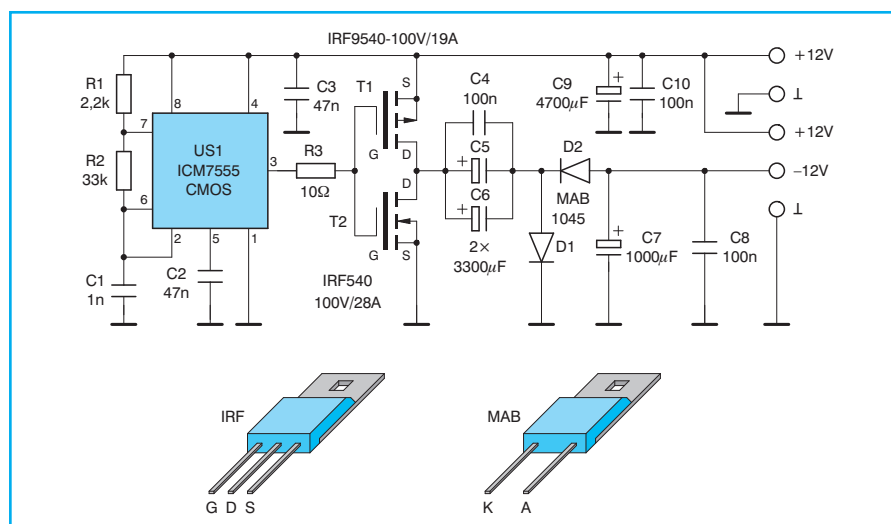 IRF9540-100V/19A
+12V
R1
2,2k
C3
47n
T1
S
C4
100n
C9
4700µF
+
C10
100n
⊥
8
4
7
+12V
US1
ICM7555
CMOS
3
R3
10Ω
G
D
C5
+
D2
–12V
R2
33k
D
C6
+
MAB
1045
6
T2
⊥
2
5
1
G
S
2×
3300µF
D1
+
C7
1000µF
C8
100n
C1
1n
C2
47n
IRF540
100V/28A
IRF
MAB
G D S
K A